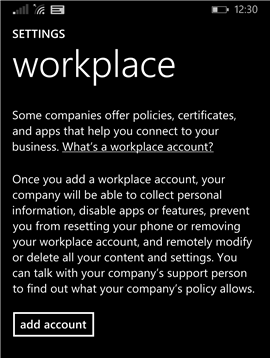 12:30
SETTINGS
workplace
Some companies offer policies, certificates,
and apps that help you connect to your
business. What's a workplace account?
Once you add a workplace account, your
company will be able to collect personal
information, disable apps or features, prevent
you from resetting your phone or removing
your workplace account, and remotely modify
or delete all your content and settings. You
can talk with your company's support person
to find out what your company's policy allows.
add account